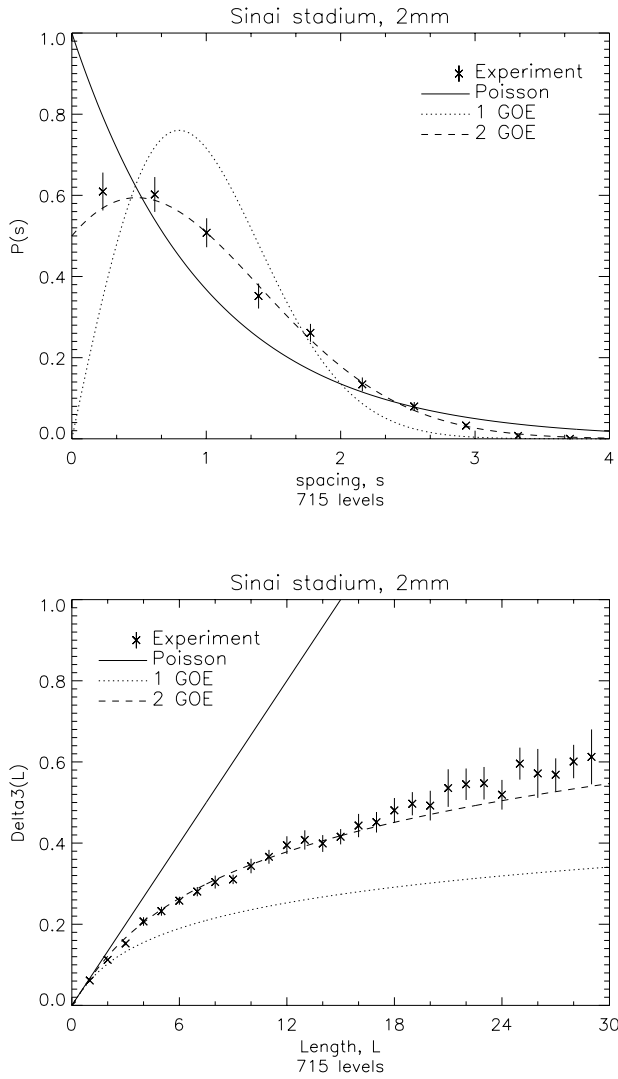 Sinai stadium, 2mm
Experiment
Poisson
1 GOE
2 GOE
1.0
0.8
0.6
0.4
0.2
0.0
P(s)
0 1 2 3 4
spacing, s
715 levels
Sinai stadium, 2mm
Experiment
Poisson
1 GOE
2 GOE
1.0
0.8
0.6
0.4
0.2
0.0
Delta3(L)
0 6 12 18 24 30
Length, L
715 levels